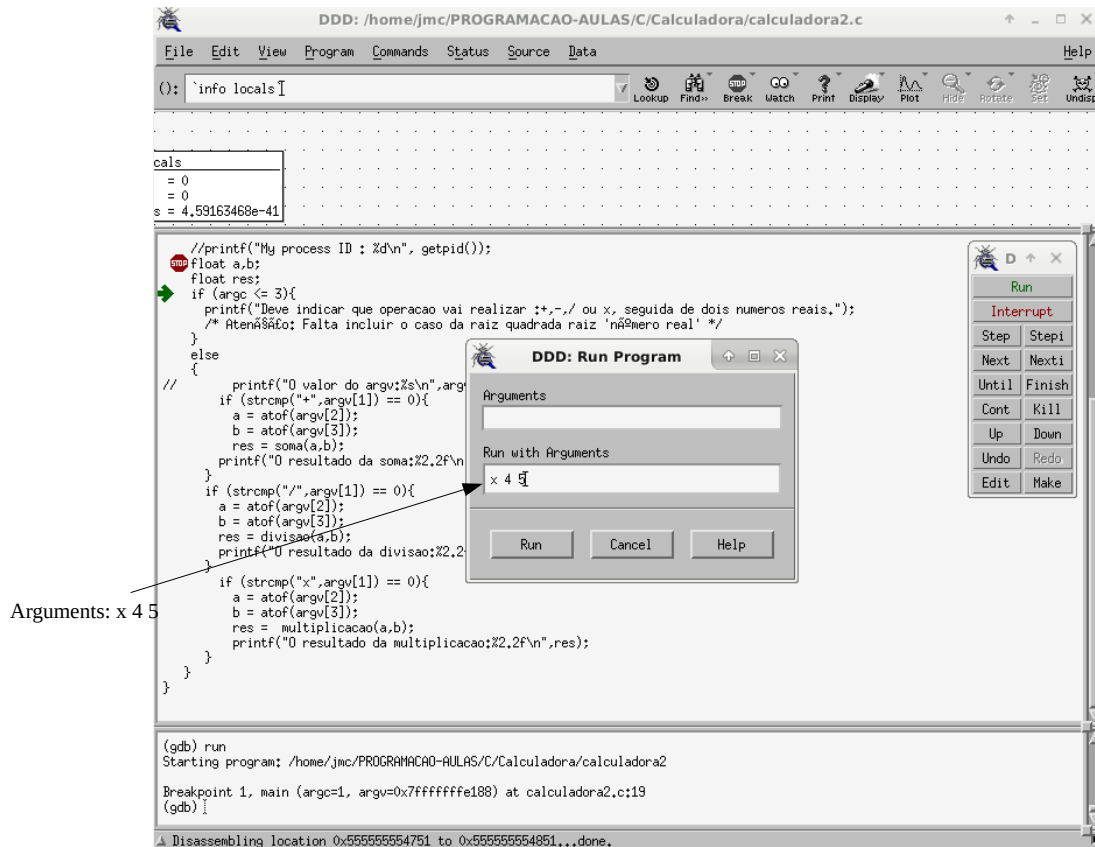 DDD: /home/jmc/PROGRAMACAO-AULAS/C/Calculadora/calculadora2.c
File Edit View Program Commands Status Source Data Help
(): `info locals`
Lookup Find» Break Watch Print Display Plot Hide Rotate Set Undisp
cals
= 0
= 0
s = 4.59163468e-41
//printf("My process ID : %d\n", getpid());
STOP float a,b;
float res;
if (argc <= 3){
printf("Deve indicar que operacao vai realizar :+,-,/ ou x, seguida de dois numeros reais.");
/* AtenÃ§Ã£o: Falta incluir o caso da raiz quadrada raiz 'nÃºmero real' */
}
else
{
// printf("O valor do argv:%s\n",arg
if (strcmp("+",argv[1]) == 0){
a = atof(argv[2]);
b = atof(argv[3]);
res = soma(a,b);
printf("O resultado da soma:%2.2f\n
}
if (strcmp("/",argv[1]) == 0){
a = atof(argv[2]);
b = atof(argv[3]);
res = divisao(a,b);
printf("O resultado da divisao:%2.2
}
if (strcmp("x",argv[1]) == 0){
a = atof(argv[2]);
b = atof(argv[3]);
res = multiplicacao(a,b);
printf("O resultado da multiplicacao:%2.2f\n",res);
}
}
}
DDD: Run Program
Arguments
Run with Arguments
x 4 5
Run Cancel Help
D
Run
Interrupt
Step Stepi
Next Nexti
Until Finish
Cont Kill
Up Down
Undo Redo
Edit Make
Arguments: x 4 5
(gdb) run
Starting program: /home/jmc/PROGRAMACAO-AULAS/C/Calculadora/calculadora2
Breakpoint 1, main (argc=1, argv=0x7fffffffe188) at calculadora2.c:19
(gdb)
Disassembling location 0x555555554751 to 0x555555554851...done.